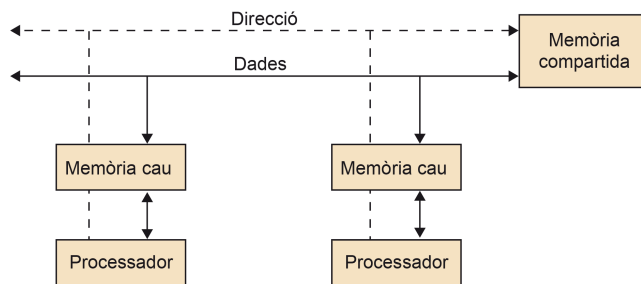 Direcció
Memòria
compartida
Dades
Memòria cau
Memòria cau
Processador
Processador